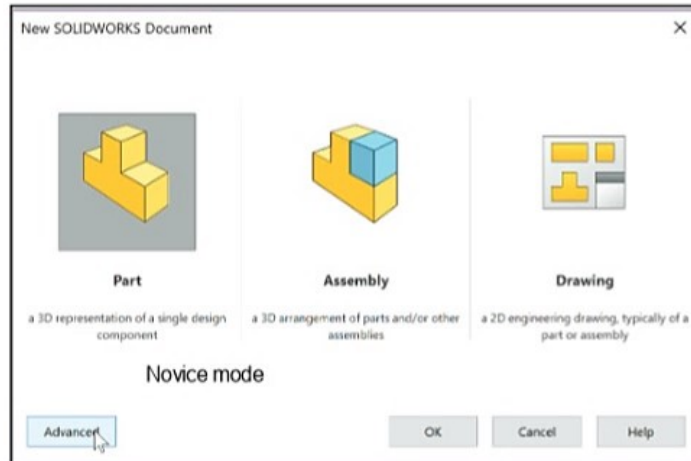 New SOLIDWORKS Document
Part
a 3D representation of a single design
component
Assembly
a 3D arrangement of parts and/or other
assemblies
Drawing
a 2D engineering drawing, typically of a
part or assembly
Novice mode
Advanced
OK
Cancel
Help